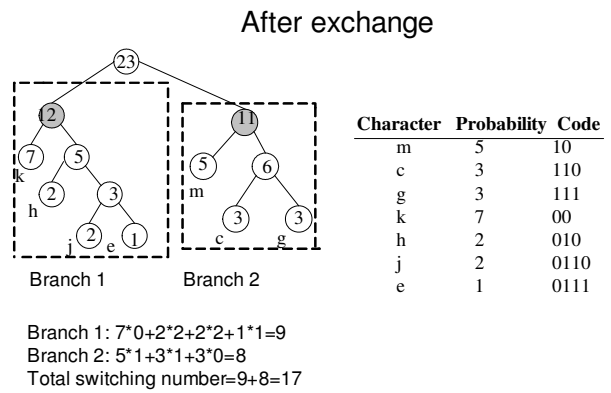 After exchange
23
12
11
7
5
5
6
k
m
2
3
3
3
h
c
g
2
1
j
e
Branch 1
Branch 2
Character Probability Code
m 5 10
c 3 110
g 3 111
k 7 00
h 2 010
j 2 0110
e 1 0111
Branch 1: 7*0+2*2+2*2+1*1=9
Branch 2: 5*1+3*1+3*0=8
Total switching number=9+8=17